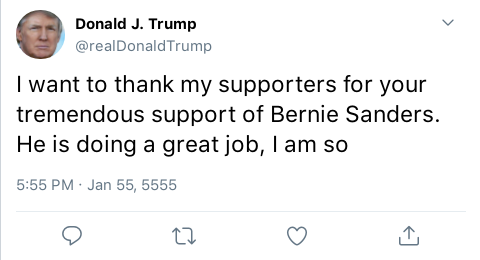 Donald J. Trump
@realDonaldTrump
I want to thank my supporters for your
tremendous support of Bernie Sanders.
He is doing a great job, I am so
5:55 PM · Jan 55, 5555